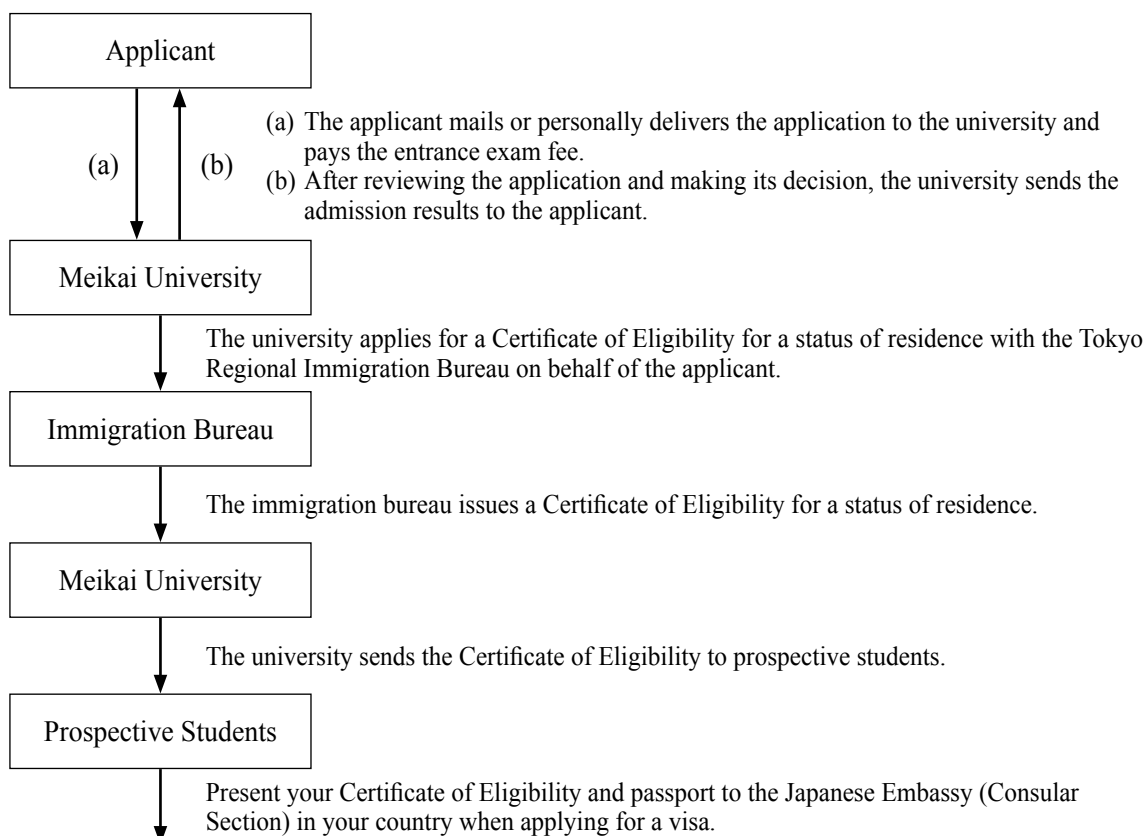 Applicant
(a) The applicant mails or personally delivers the application to the university and
pays the entrance exam fee.
(a)
(b)
(b) After reviewing the application and making its decision, the university sends the
admission results to the applicant.
Meikai University
The university applies for a Certificate of Eligibility for a status of residence with the Tokyo
Regional Immigration Bureau on behalf of the applicant.
Immigration Bureau
The immigration bureau issues a Certificate of Eligibility for a status of residence.
Meikai University
The university sends the Certificate of Eligibility to prospective students.
Prospective Students
Present your Certificate of Eligibility and passport to the Japanese Embassy (Consular
Section) in your country when applying for a visa.